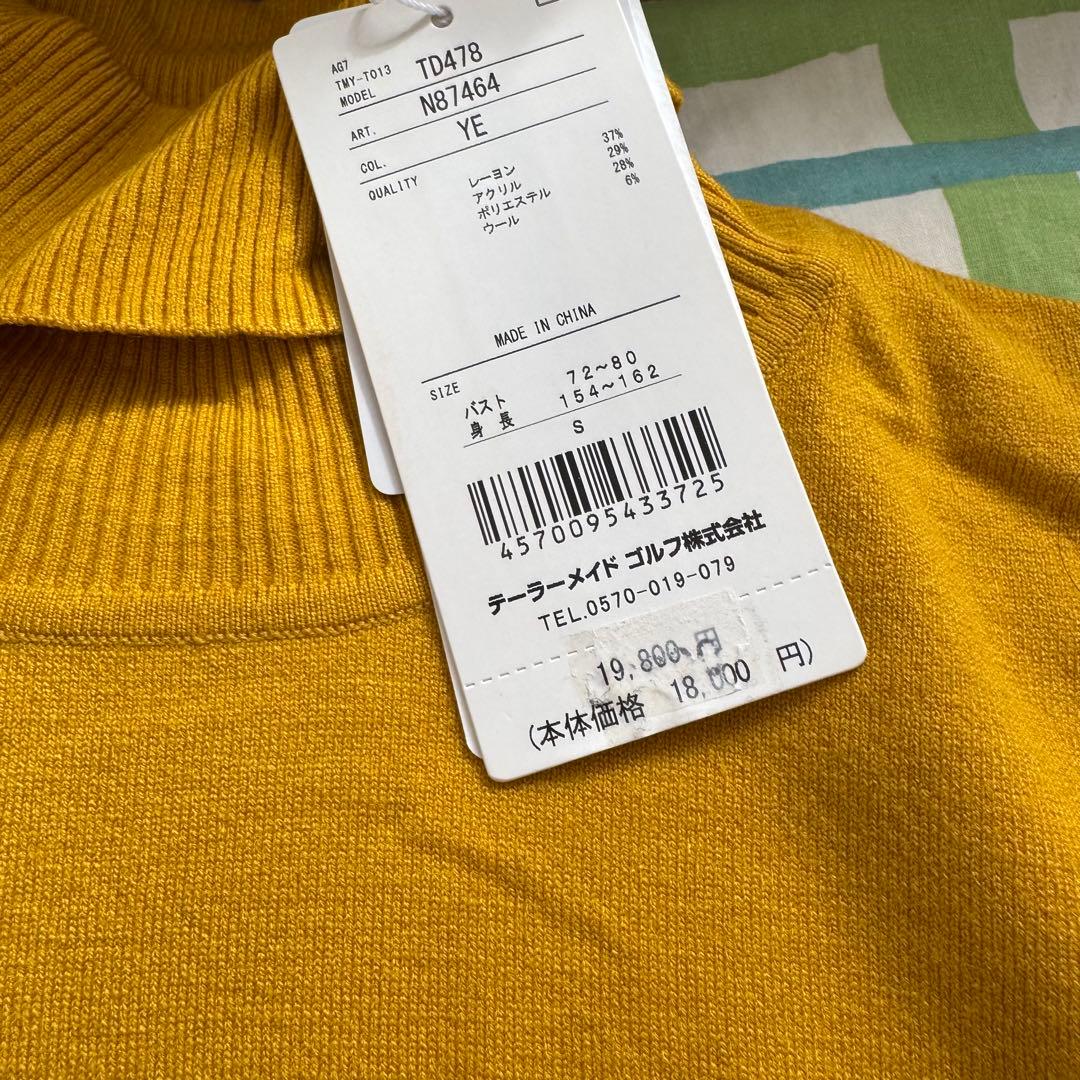 AG7
TMY-T013
MODEL TD478
ART. N87464
COL. YE
QUALITY レーヨン 37%
アクリル 29%
ポリエステル 28%
ウール 6%
MADE IN CHINA
SIZE
バスト 72~80
身長 154~162
S
4570095433725
テーラーメイド ゴルフ株式会社
TEL.0570-019-079
19,800 円
(本体価格 18,000 円)